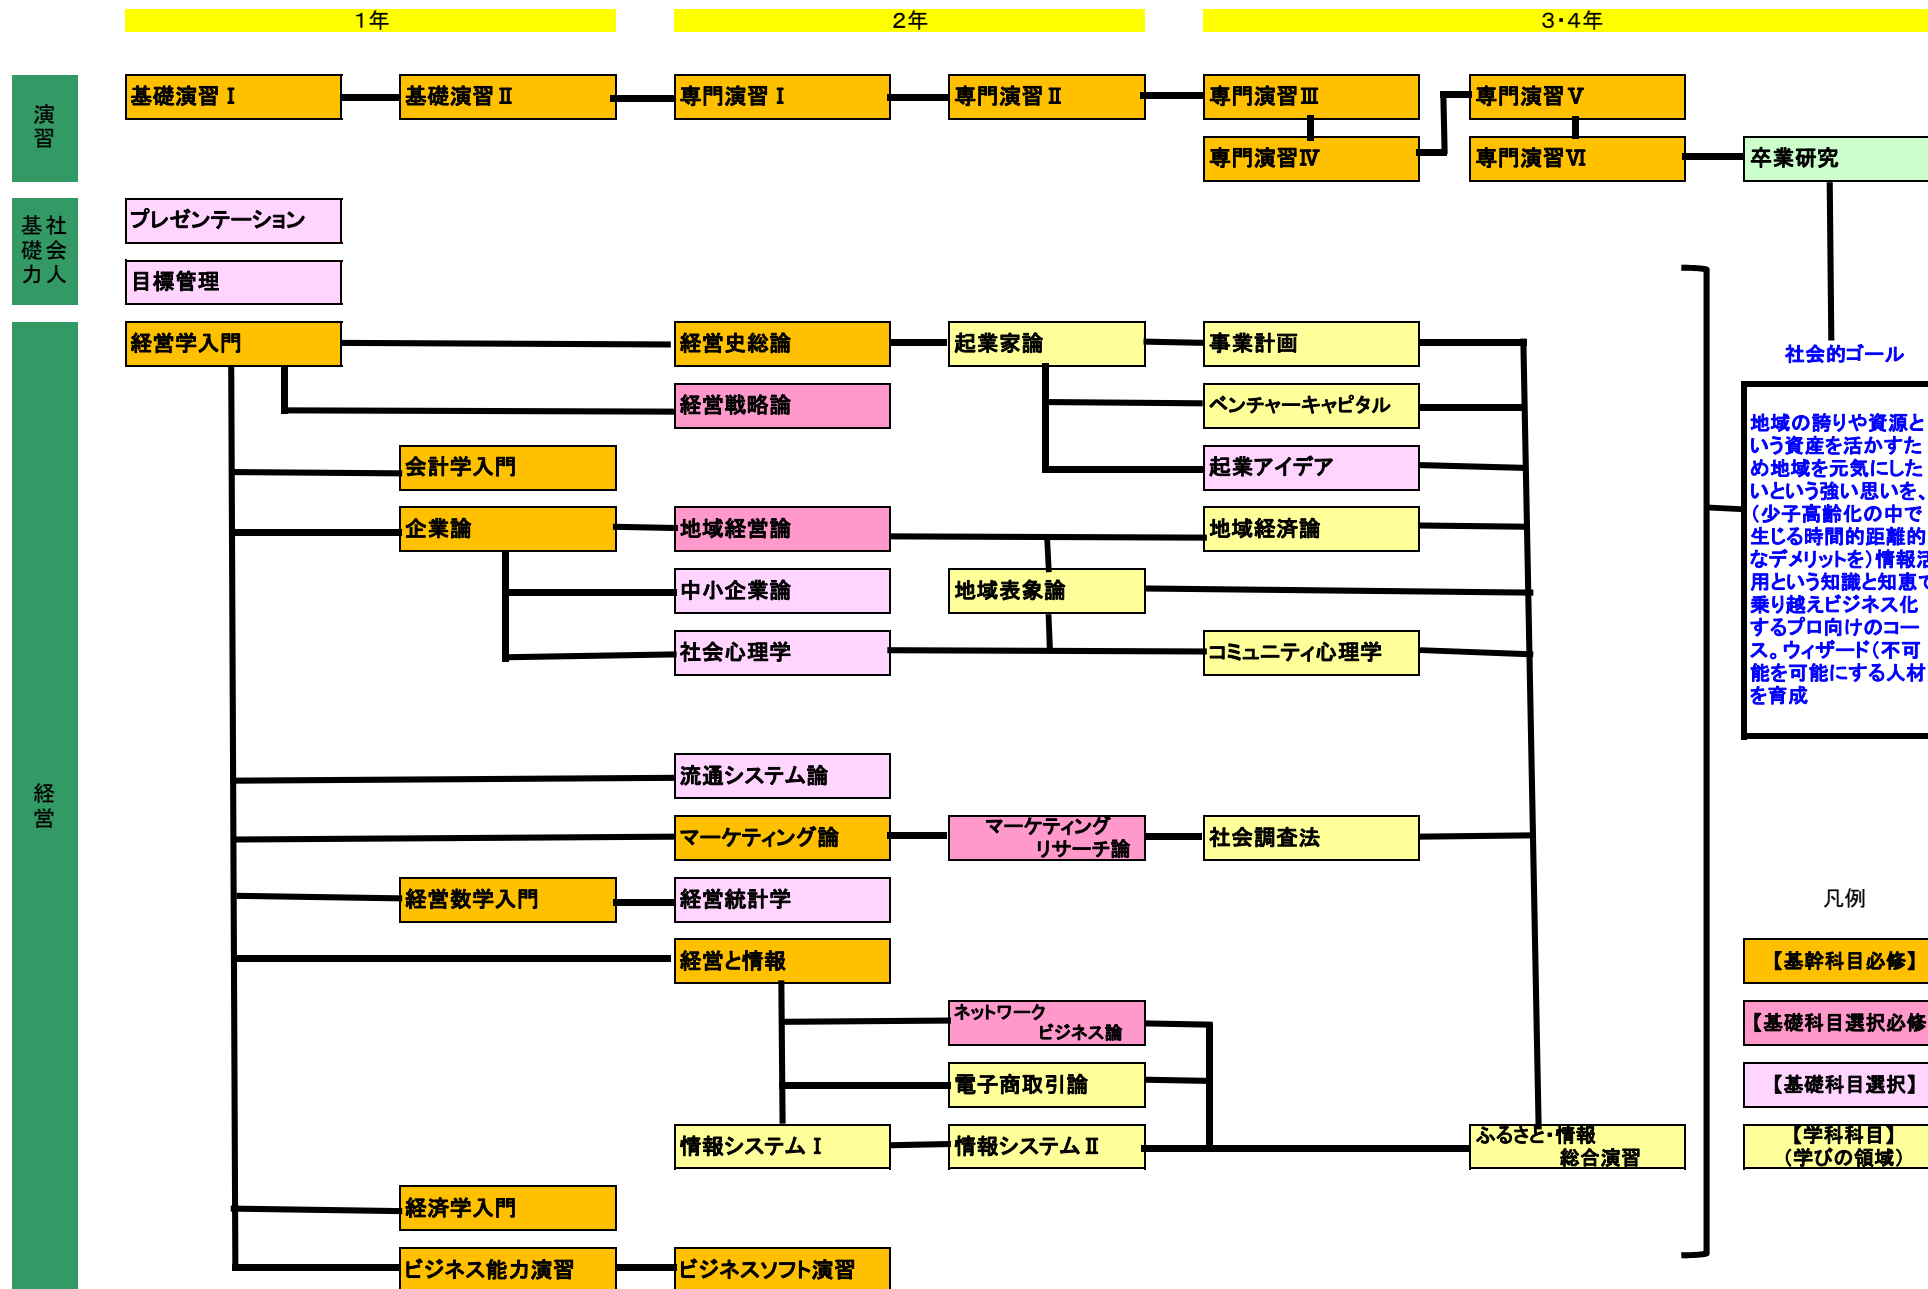 1年
2年
3・4年
演習
基礎演習Ⅰ
基礎演習Ⅱ
専門演習Ⅰ
専門演習Ⅱ
専門演習Ⅲ
専門演習Ⅴ
専門演習Ⅳ
専門演習Ⅵ
卒業研究
社会人
基礎力
プレゼンテーション
目標管理
経営
経営学入門
経営史総論
起業家論
事業計画
社会的ゴール
経営戦略論
ベンチャーキャピタル
会計学入門
起業アイデア
企業論
地域経営論
地域経済論
中小企業論
地域表象論
社会心理学
コミュニティ心理学
地域の誇りや資源と
いう資産を活かすた
め地域を元気にした
いという強い思いを、
(少子高齢化の中で
生じる時間的距離的
なデメリットを)情報活
用という知識と知恵で
乗り越えビジネス化
するプロ向けのコー
ス。ウィザード(不可
能を可能にする人材
を育成
流通システム論
マーケティング論
マーケティング
リサーチ論
社会調査法
経営数学入門
経営統計学
凡例
経営と情報
【基幹科目必修】
ネットワーク
ビジネス論
【基礎科目選択必修
電子商取引論
【基礎科目選択】
情報システムⅠ
情報システムⅡ
ふるさと・情報
総合演習
【学科科目】
(学びの領域)
経済学入門
ビジネス能力演習
ビジネスソフト演習